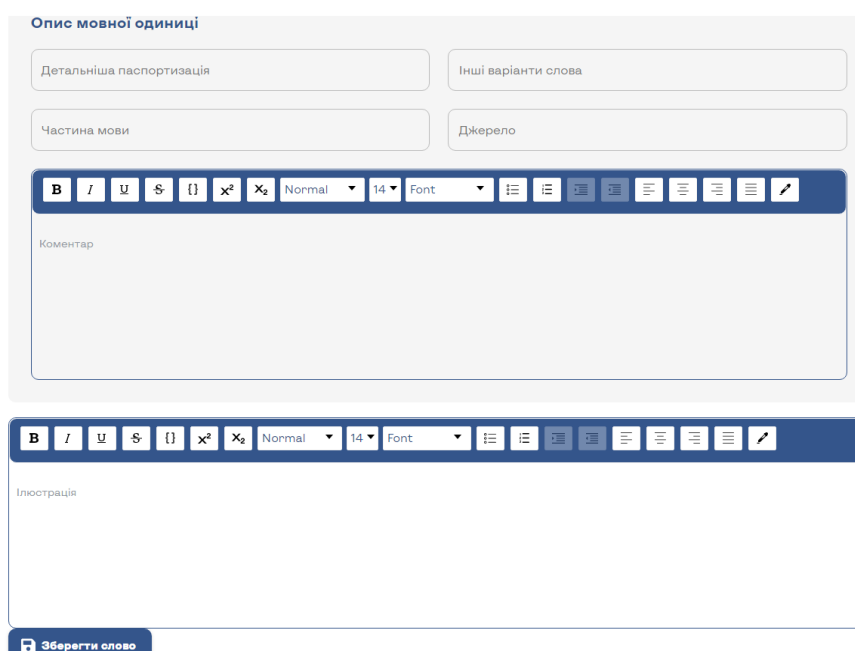 Опис мовної одиниці
Детальніша паспортизація Інші варіанти слова
Частина мови Джерело
B I U S {} x² X₂ Normal 14 Font
Коментар
B I U S {} x² X₂ Normal 14 Font
Ілюстрація
Зберегти слово